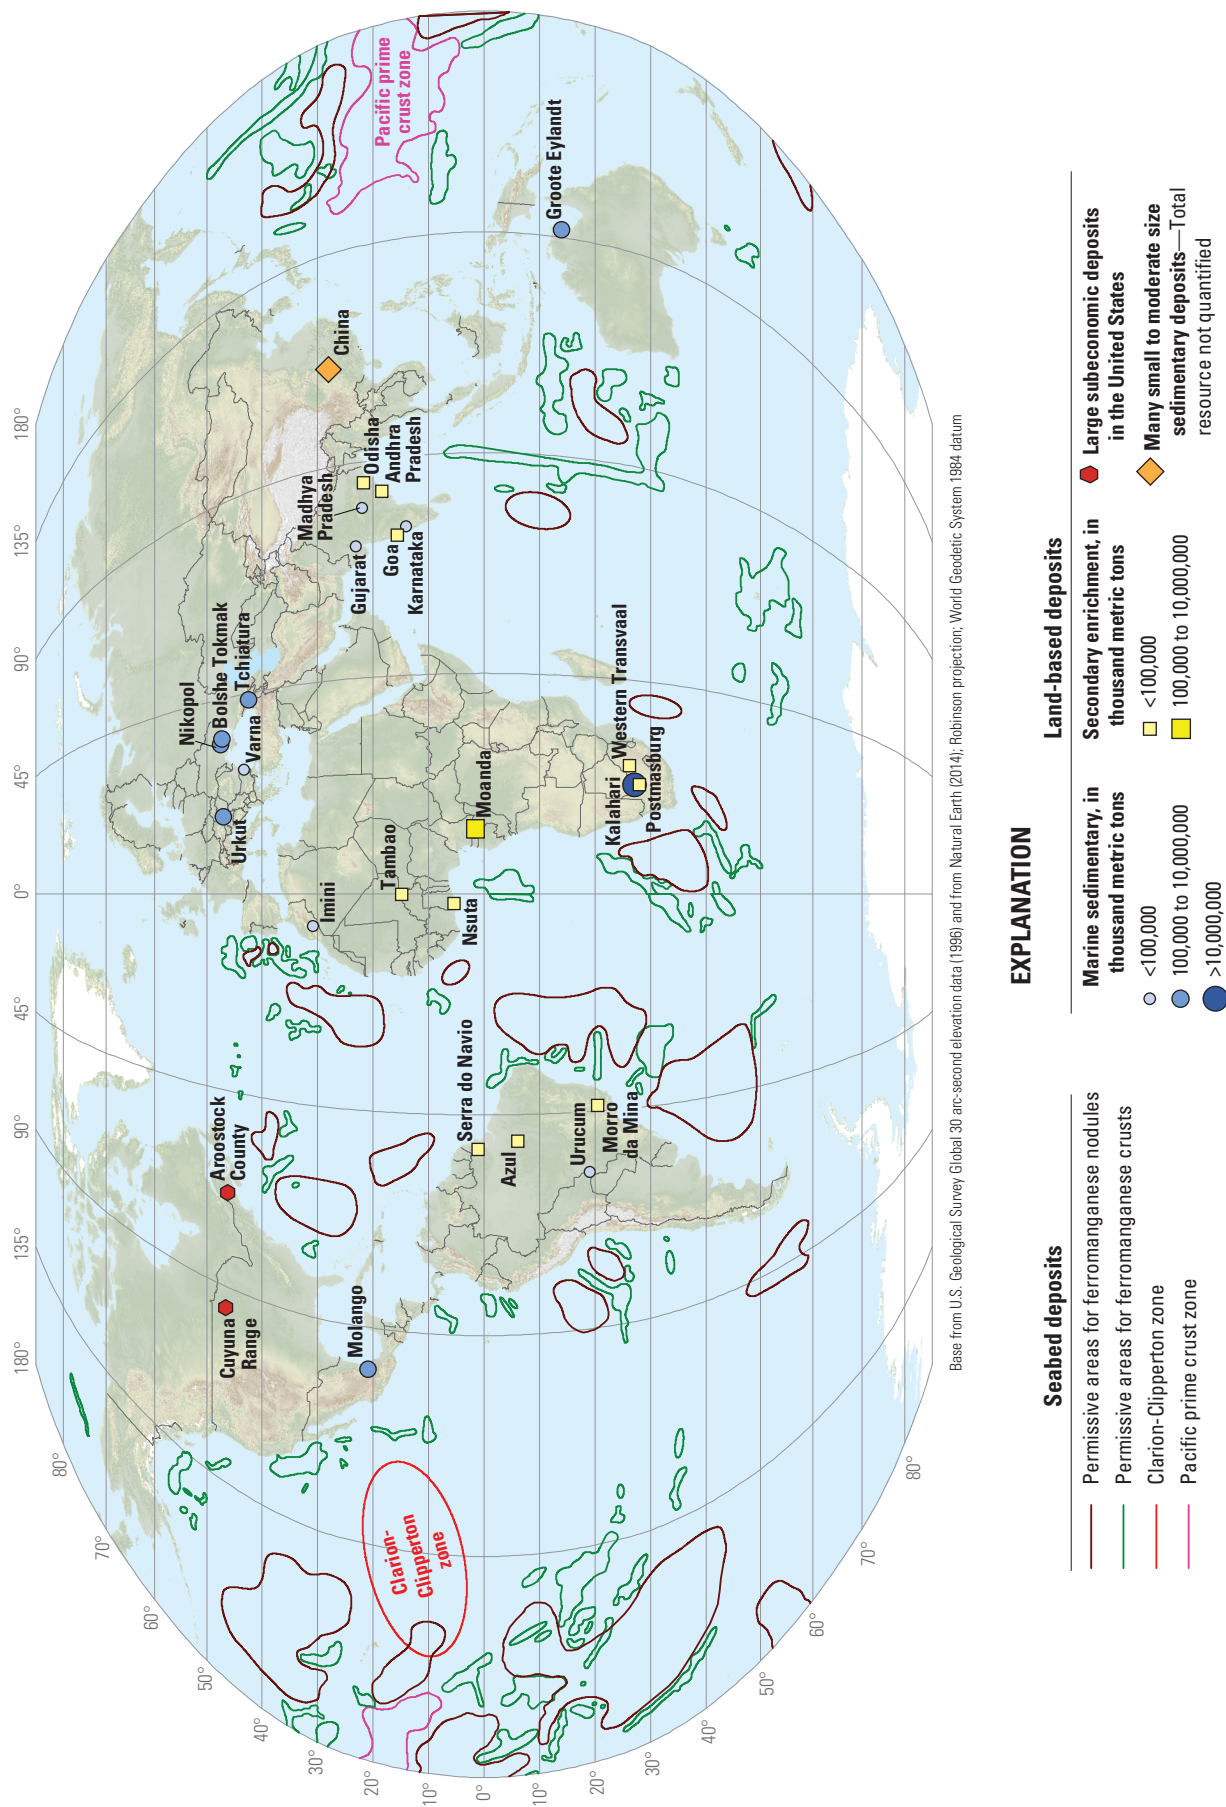 180°
135°
90°
45°
0°
45°
90°
135°
180°
80°
70°
60°
50°
40°
30°
20°
10°
0°
10°
20°
30°
40°
50°
60°
70°
80°
Cuyuna
Range
Aroostock
County
Molango
Clarion-
Clipperton
zone
Serra do Navio
Azul
Urucum
Morro
da Mina
Imini
Tambao
Nsuta
Moanda
Urkut
Nikopol
Bolshe Tokmak
Varna
Tchiatura
Kalahari
Western Transvaal
Postmasburg
Gujarat
Madhya
Pradesh
Odisha
Andhra
Pradesh
Goa
Karnataka
China
Groote Eylandt
Pacific prime
crust zone
Base from U.S. Geological Survey Global 30 arc-second elevation data (1996) and from Natural Earth (2014); Robinson projection; World Geodetic System 1984 datum
EXPLANATION
Seabed deposits
Permissive areas for ferromanganese nodules
Permissive areas for ferromanganese crusts
Clarion-Clipperton zone
Pacific prime crust zone
Land-based deposits
Marine sedimentary, in
thousand metric tons
<100,000
100,000 to 10,000,000
>10,000,000
Secondary enrichment, in
thousand metric tons
<100,000
100,000 to 10,000,000
Large subeconomic deposits
in the United States
Many small to moderate size
sedimentary deposits—Total
resource not quantified